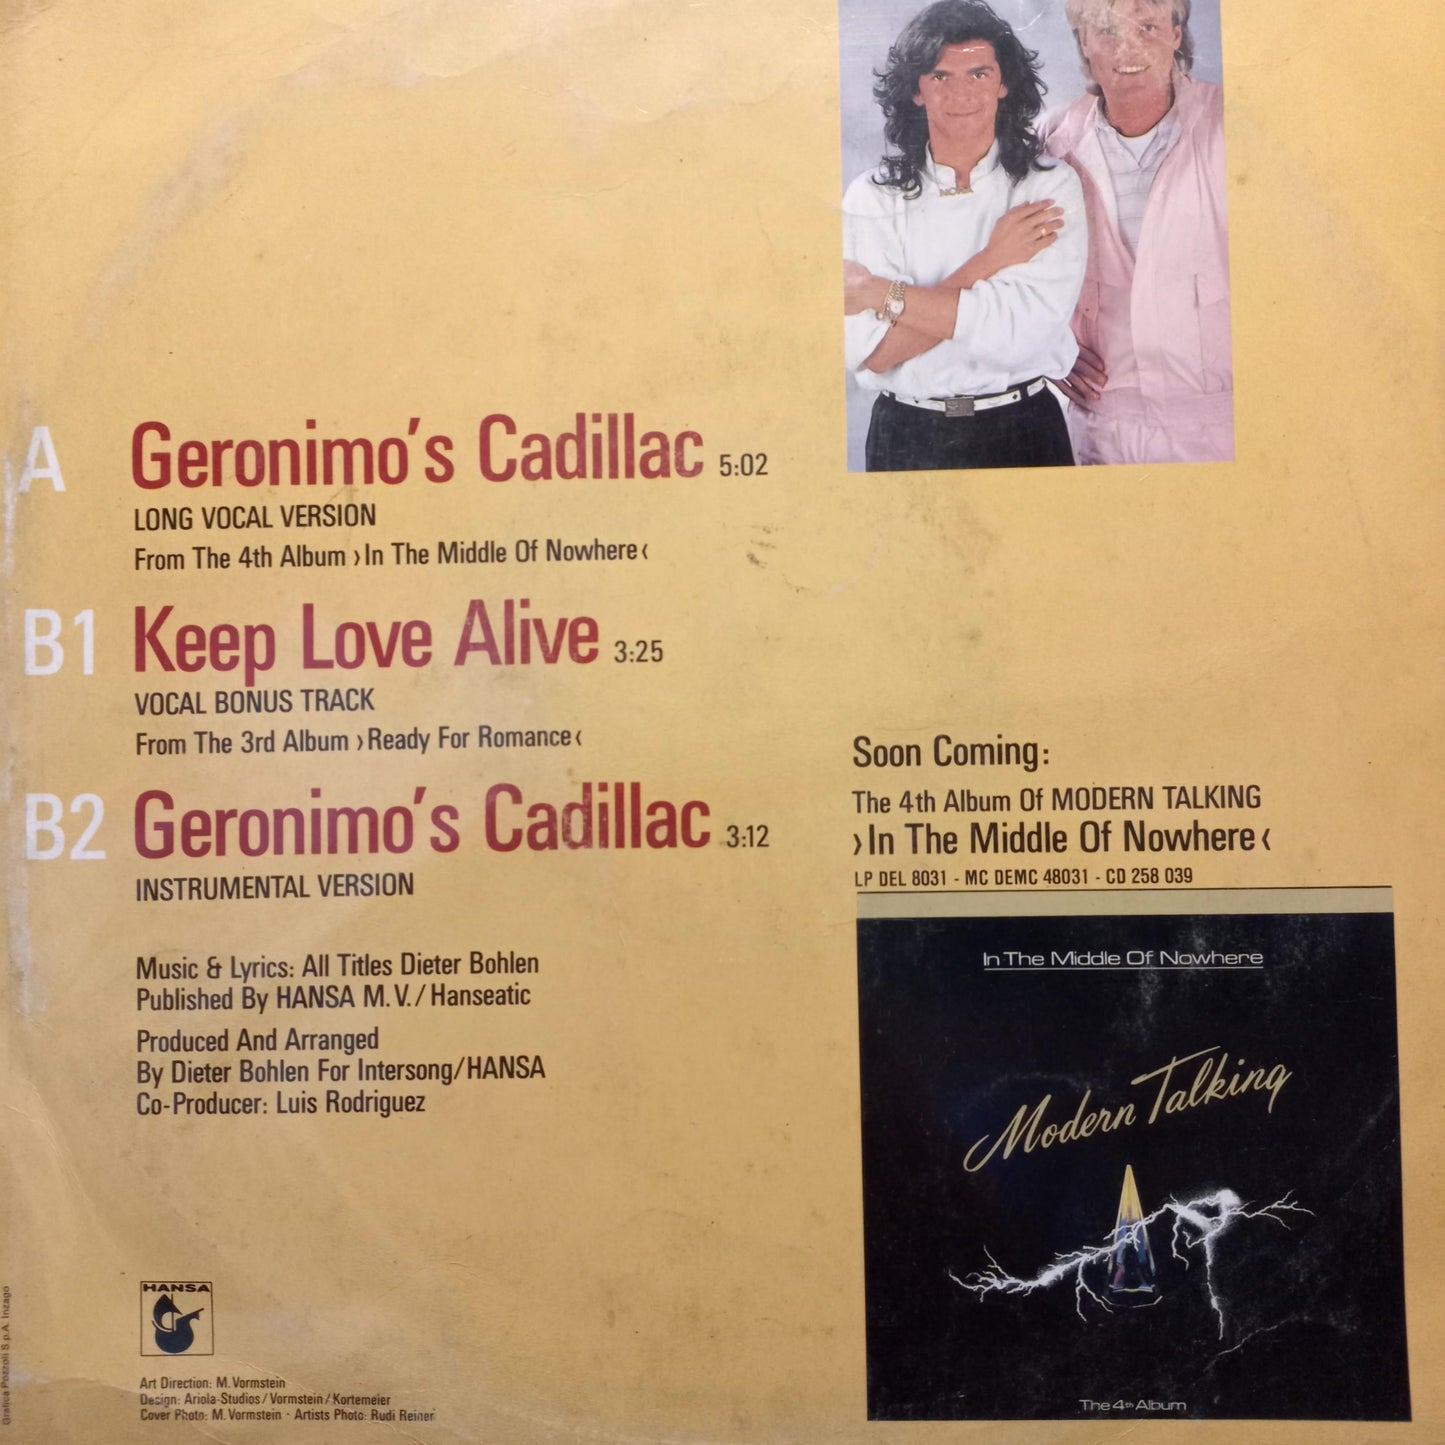 A Geronimo's Cadillac 5:02
LONG VOCAL VERSION
From The 4th Album ›In The Middle Of Nowhere‹
B1 Keep Love Alive 3:25
VOCAL BONUS TRACK
From The 3rd Album ›Ready For Romance‹
B2 Geronimo's Cadillac 3:12
INSTRUMENTAL VERSION
Music & Lyrics: All Titles Dieter Bohlen
Published By HANSA M.V./Hanseatic
Produced And Arranged
By Dieter Bohlen For Intersong/HANSA
Co-Producer: Luis Rodriguez
HANSA
Art Direction: M. Vormstein
Design: Ariola-Studios/Vormstein/Kortemeier
Cover Photo: M. Vormstein · Artists Photo: Rudi Reiner
Grafica Pozzoli S.p.A. Inzago
NORA
Soon Coming:
The 4th Album Of MODERN TALKING
›In The Middle Of Nowhere‹
LP DEL 8031 - MC DEMC 48031 - CD 258 039
In The Middle Of Nowhere
Modern Talking
The 4th Album